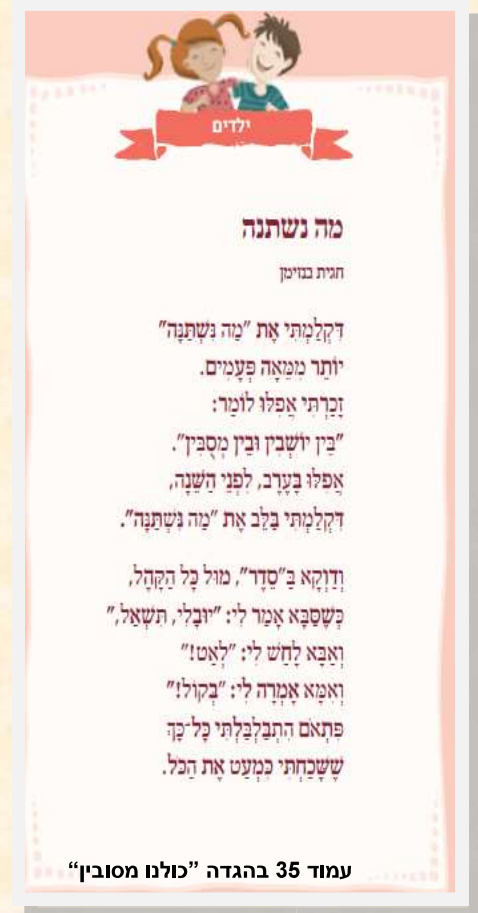 ילדים
מה נשתנה
חגית בנזימן
דִּקְלַמְתִּי אֶת "מַה נִּשְׁתַּנָּה"
יוֹתֵר מִמֵּאָה פְּעָמִים.
זָכַרְתִּי אֲפִלּוּ לוֹמַר:
"בֵּין יוֹשְׁבִין וּבֵין מְסֻבִּין".
אֲפִלּוּ בָּעֶרֶב, לִפְנֵי הַשֵּׁנָה,
דִּקְלַמְתִּי בַּלֵּב אֶת "מַה נִּשְׁתַּנָּה".
וְדַוְקָא בַּ"סֵדֶר", מוּל כָּל הַקָּהָל,
כְּשֶׁסַּבָּא אָמַר לִי: "יוּבָלִי, תִּשְׁאַל,"
וְאַבָּא לָחַשׁ לִי: "לְאַט!"
וְאִמָּא אָמְרָה לִי: "בְּקוֹל!"
פִּתְאֹם הִתְבַּלְבַּלְתִּי כָּל־כָּךְ
שֶׁשָּׁכַחְתִּי כִּמְעַט אֶת הַכֹּל.
עמוד 35 בהגדה "כולנו מסובין"